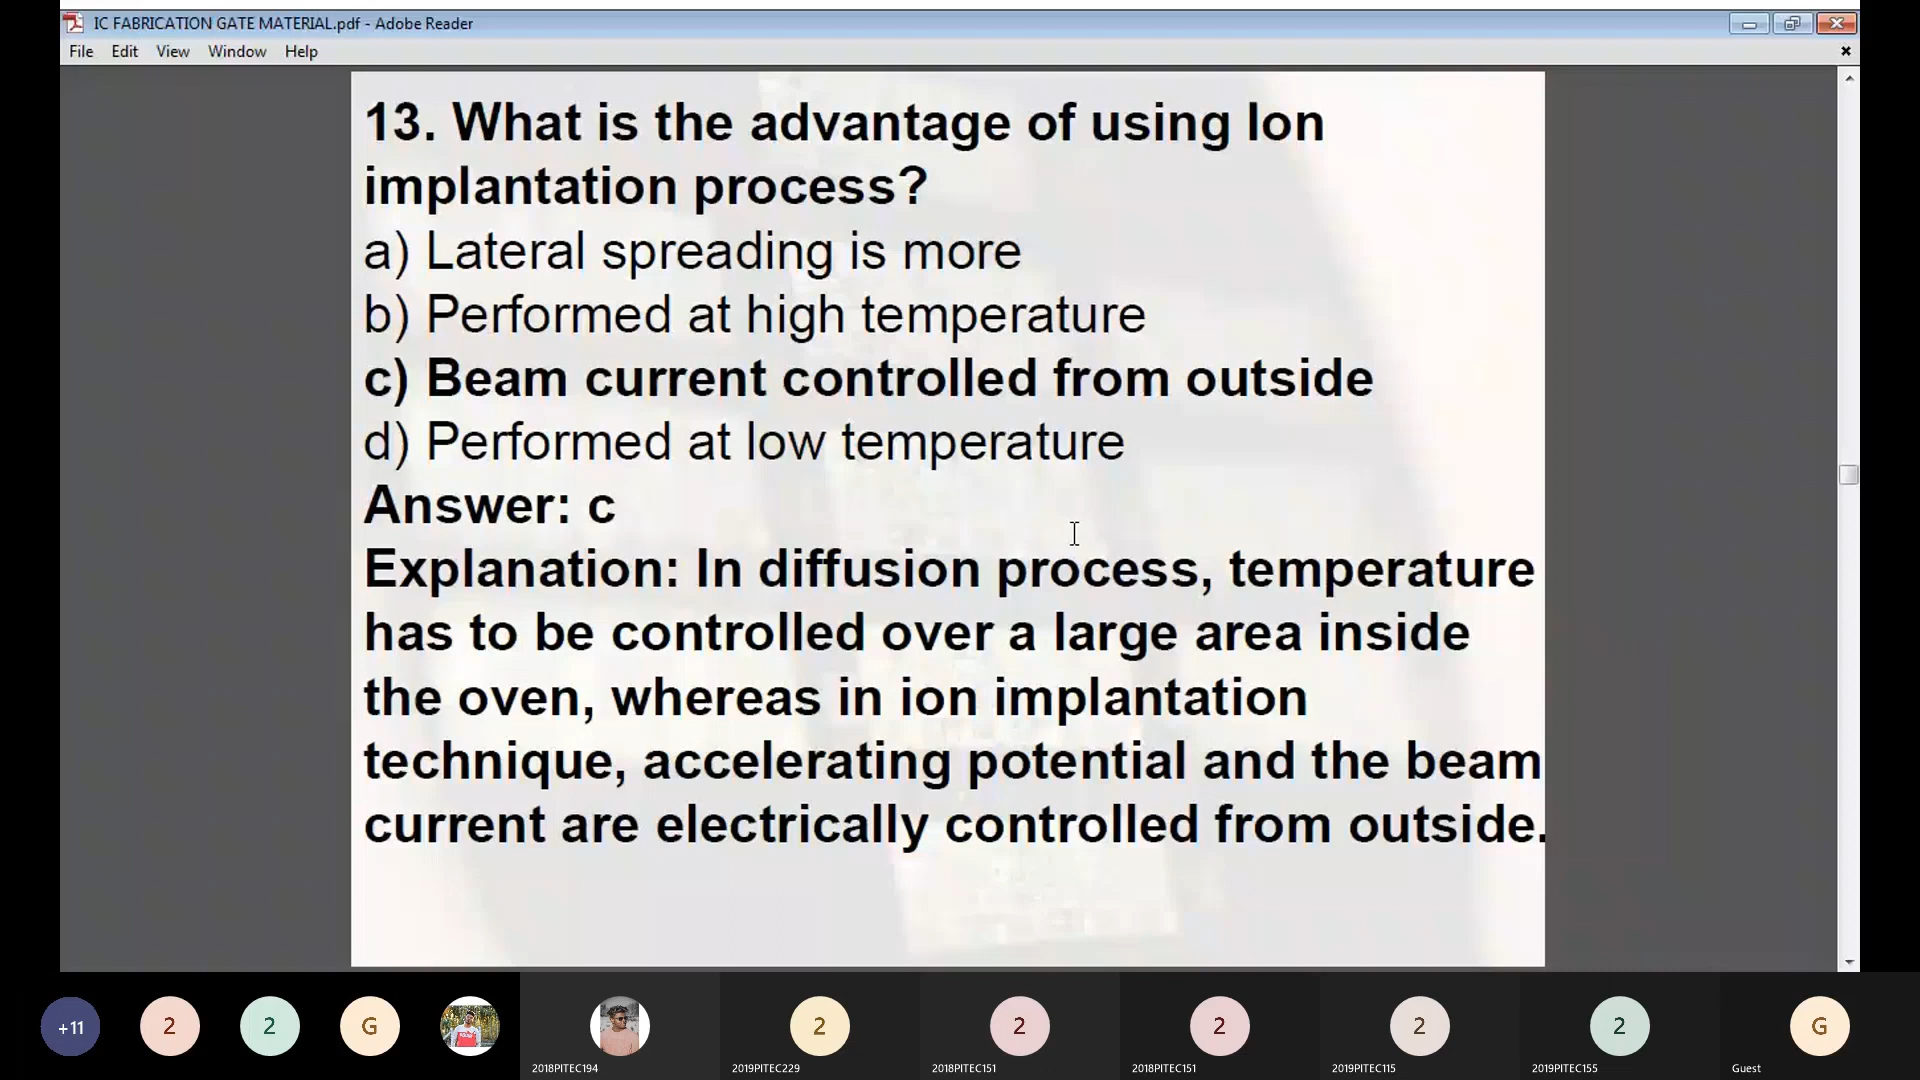 IC FABRICATION GATE MATERIAL.pdf - Adobe Reader
File Edit View Window Help
13. What is the advantage of using Ion
implantation process?
a) Lateral spreading is more
b) Performed at high temperature
c) Beam current controlled from outside
d) Performed at low temperature
Answer: c
Explanation: In diffusion process, temperature
has to be controlled over a large area inside
the oven, whereas in ion implantation
technique, accelerating potential and the beam
current are electrically controlled from outside.
+11 2 2 G 2 2 2 2 2 G
2018PITEC194 2019PITEC229 2018PITEC151 2018PITEC151 2019PITEC115 2019PITEC155 Guest